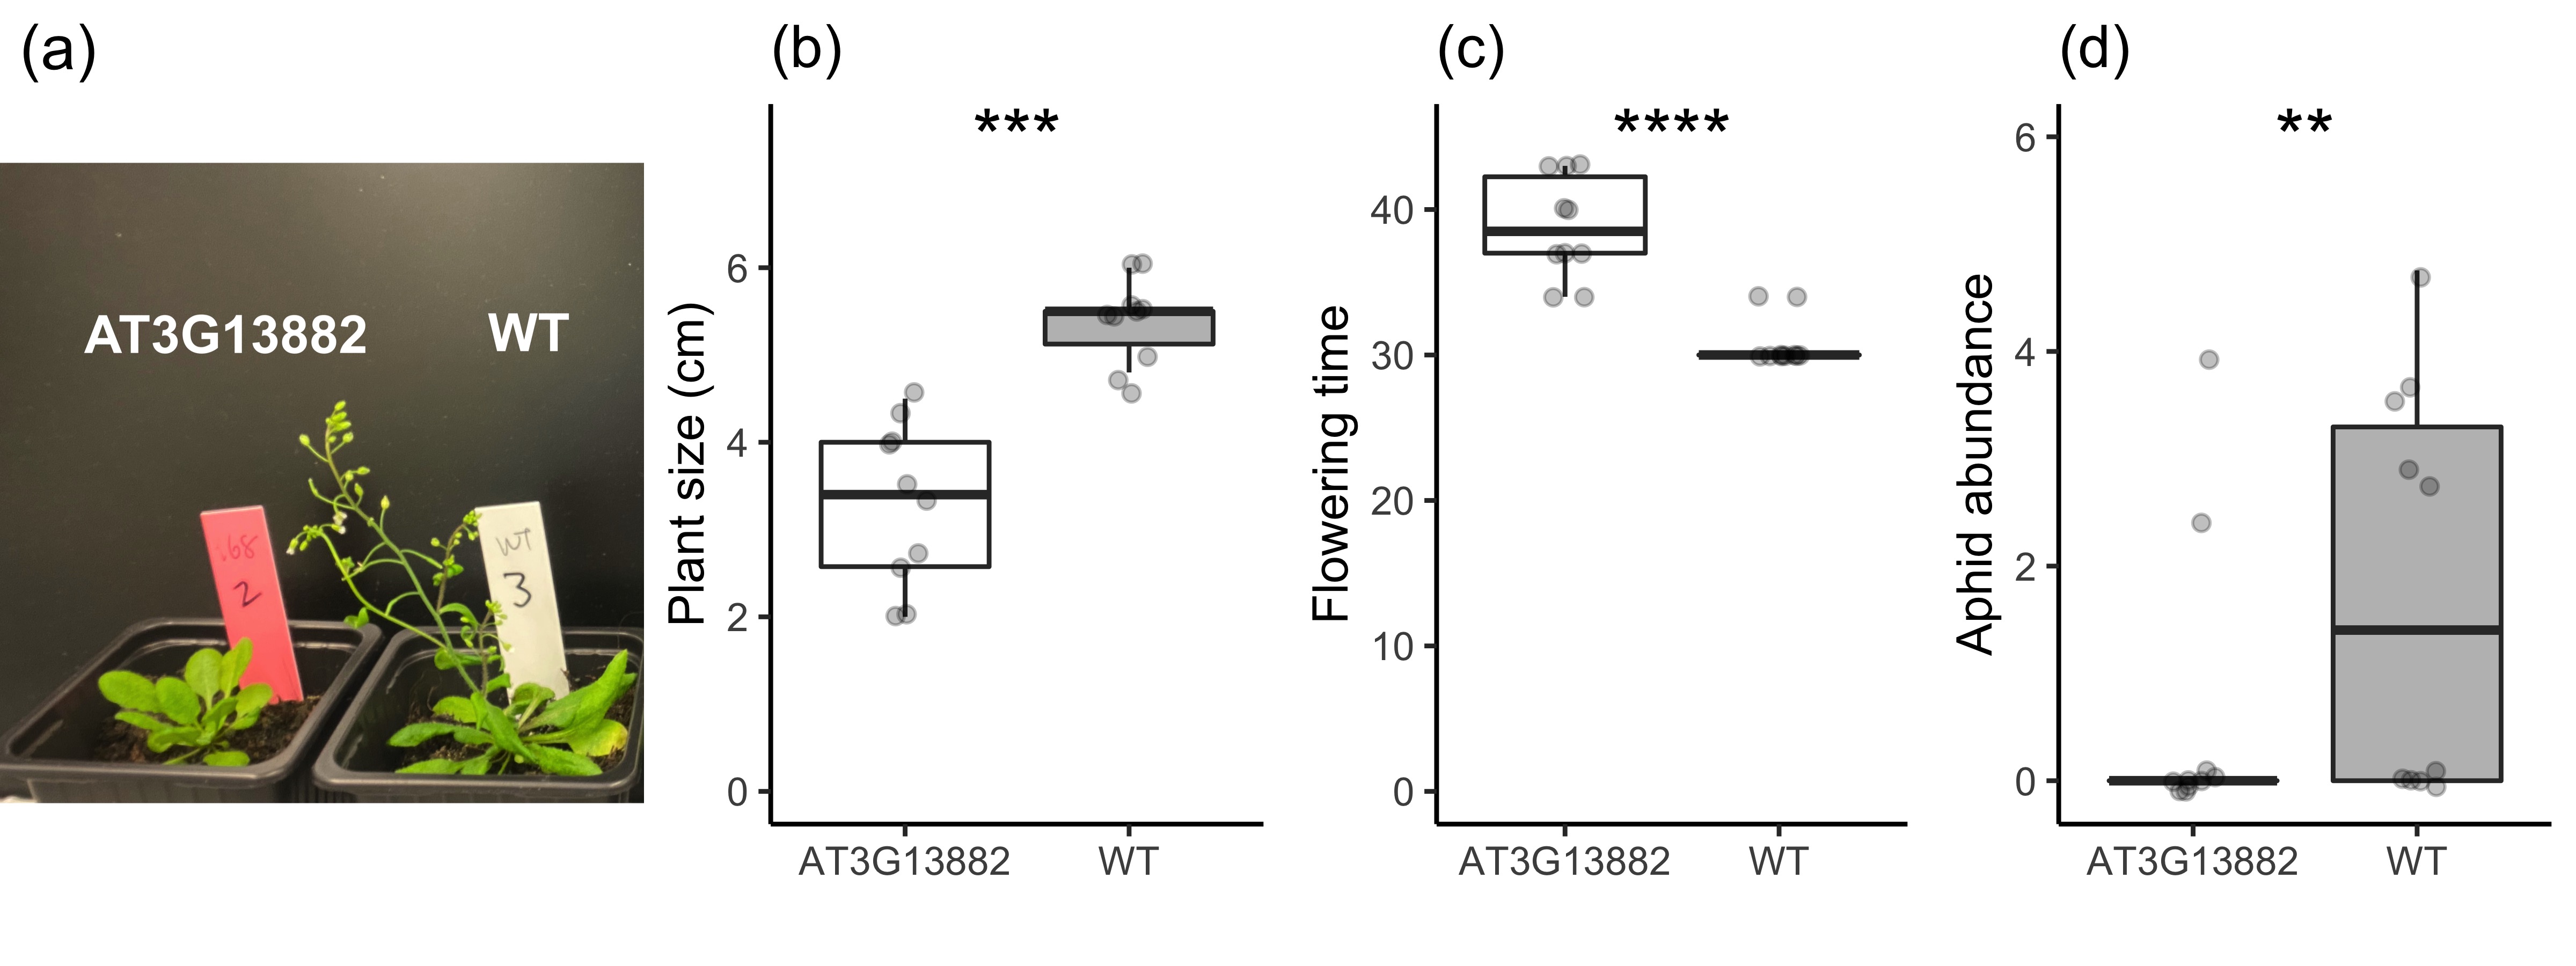 (a)
AT3G13882 WT
.68
2
WT
3
(b)
***
Plant size (cm)
6
4
2
0
AT3G13882 WT
(c)
****
Flowering time
40
30
20
10
0
AT3G13882 WT
(d)
**
Aphid abundance
6
4
2
0
AT3G13882 WT